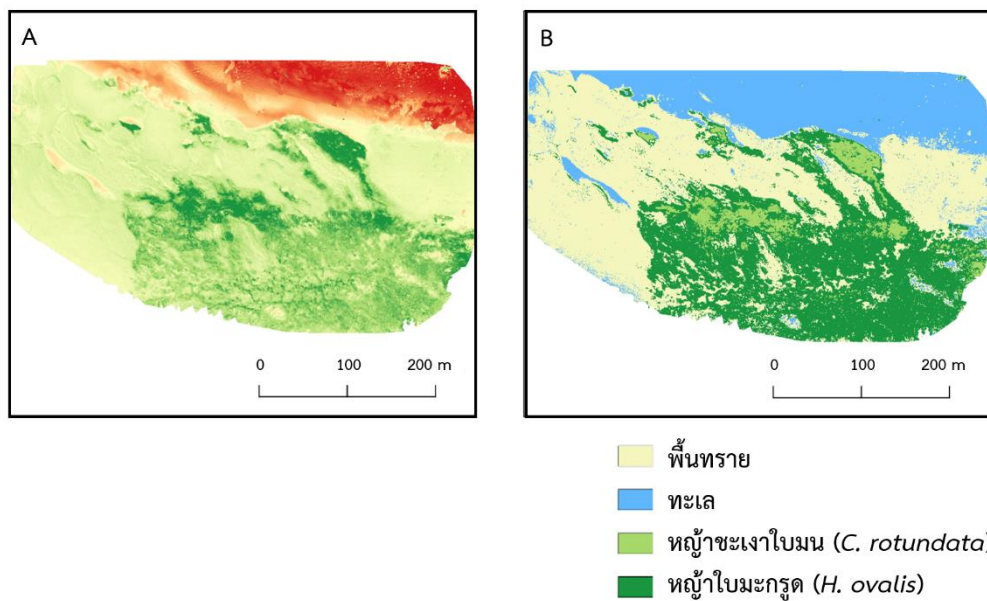 A
B
0 100 200 m
0 100 200 m
พื้นทราย
ทะเล
หญ้าชะเงาใบมน (C. rotundata)
หญ้าใบมะกรูด (H. ovalis)